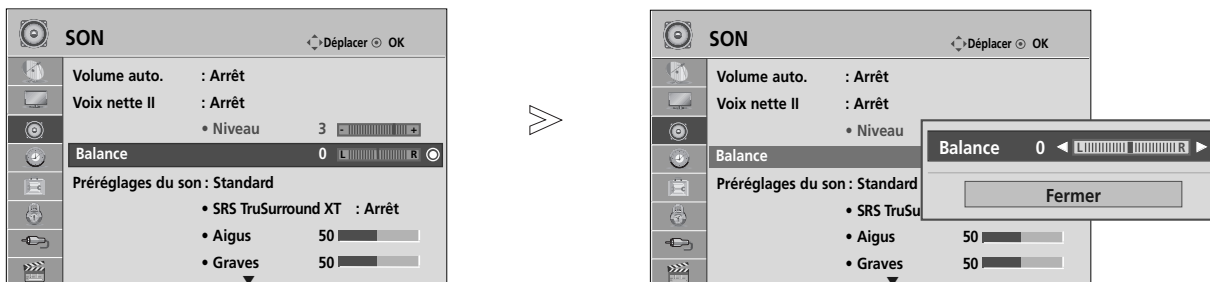 SON
Déplacer OK
Volume auto. : Arrêt
Voix nette II : Arrêt
• Niveau 3 - +
Balance 0 L R
Préréglages du son : Standard
• SRS TruSurround XT : Arrêt
• Aigus 50
• Graves 50
SON
Déplacer OK
Volume auto. : Arrêt
Voix nette II : Arrêt
• Niveau
Balance
Préréglages du son : Standard
• SRS TruSu
• Aigus 50
• Graves 50
Balance 0 L R
Fermer